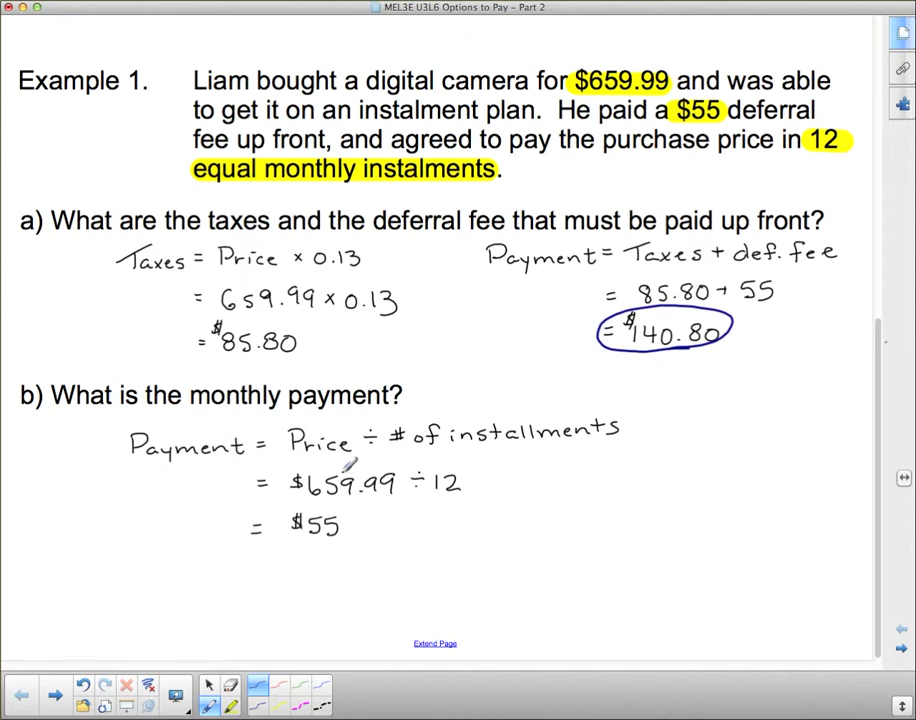 MEL3E U3L6 Options to Pay – Part 2
Example 1. Liam bought a digital camera for $659.99 and was able
to get it on an instalment plan. He paid a $55 deferral
fee up front, and agreed to pay the purchase price in 12
equal monthly instalments.
a) What are the taxes and the deferral fee that must be paid up front?
Taxes = Price × 0.13
= 659.99 × 0.13
= $85.80
Payment = Taxes + def. fee
= 85.80 + 55
= $140.80
b) What is the monthly payment?
Payment = Price ÷ # of installments
= $659.99 ÷ 12
= $55
Extend Page